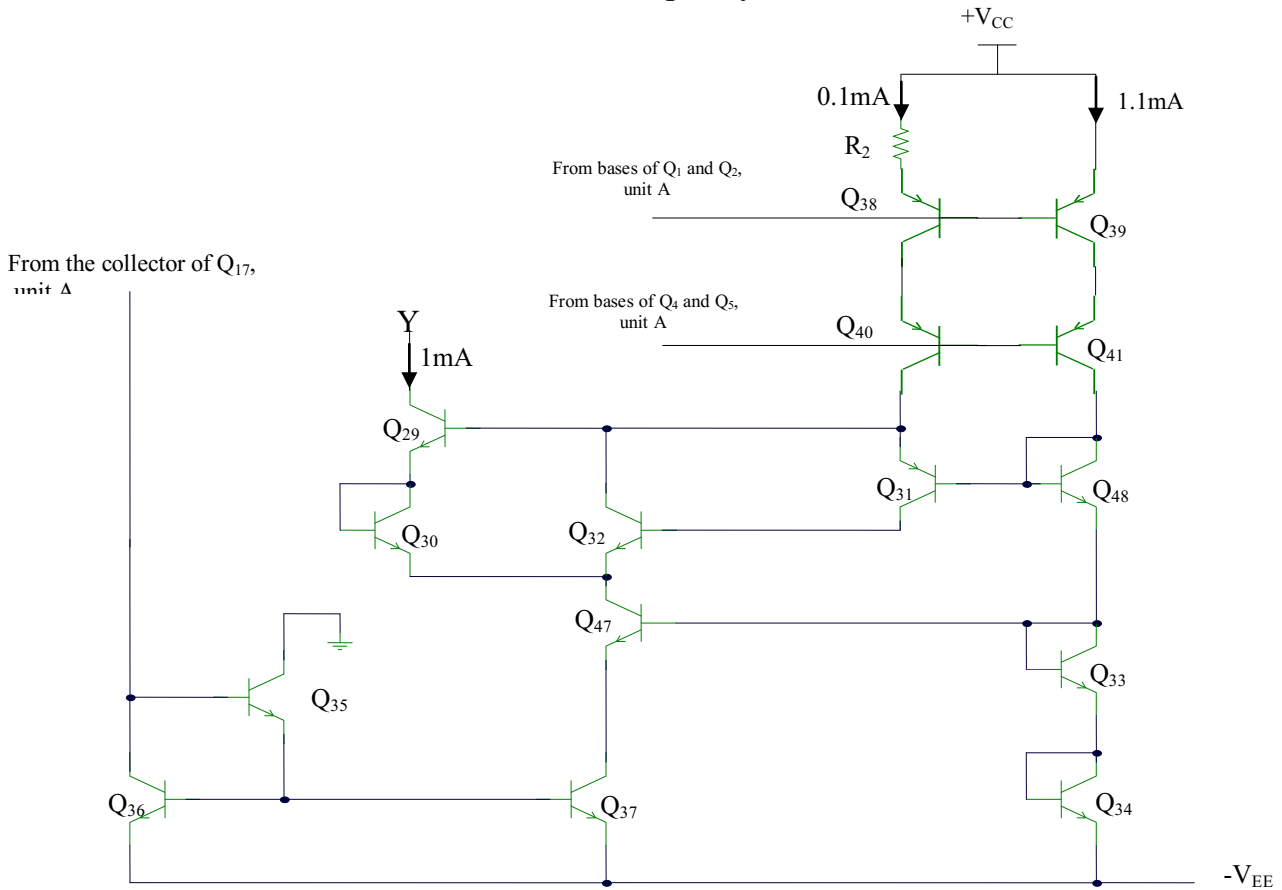 +V_CC
0.1mA
1.1mA
R_2
From bases of Q_1 and Q_2,
unit A
Q_38
Q_39
From the collector of Q_17,
unit A
From bases of Q_4 and Q_5,
unit A
Y
Q_40
Q_41
1mA
Q_29
Q_31
Q_48
Q_30
Q_32
Q_47
Q_33
Q_35
Q_36
Q_37
Q_34
-V_EE